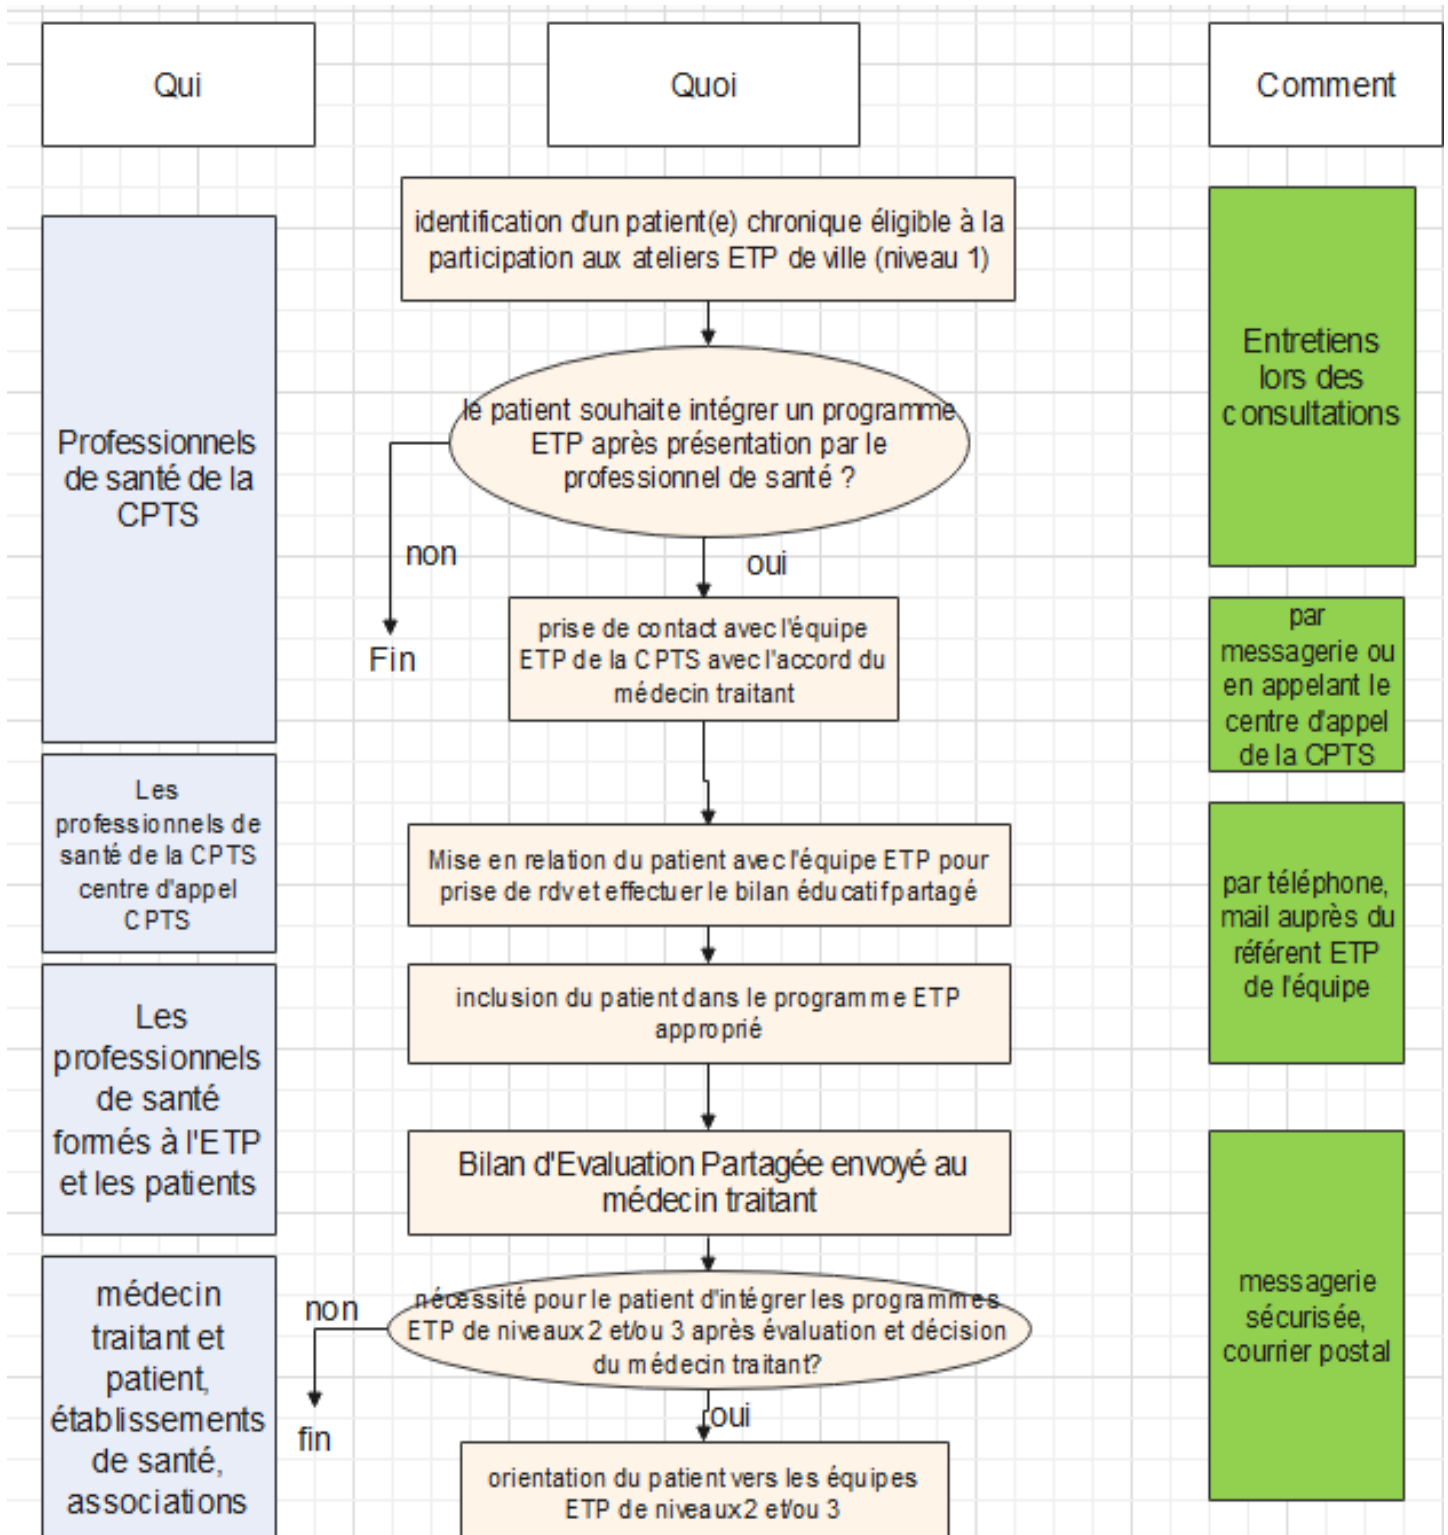 Qui
Quoi
Comment
identification d'un patient(e) chronique éligible à la
participation aux ateliers ETP de ville (niveau 1)
Professionnels
de santé de la
CPTS
Entretiens
lors des
consultations
le patient souhaite intégrer un programme
ETP après présentation par le
professionnel de santé ?
non
oui
Fin
prise de contact avec l'équipe
ETP de la CPTS avec l'accord du
médecin traitant
par
messagerie ou
en appelant le
centre d'appel
de la CPTS
Les
professionnels de
santé de la CPTS
centre d'appel
CPTS
Mise en relation du patient avec l'équipe ETP pour
prise de rdv et effectuer le bilan éducatif partagé
par téléphone,
mail auprès du
référent ETP
de l'équipe
inclusion du patient dans le programme ETP
approprié
Les
professionnels
de santé
formés à l'ETP
et les patients
Bilan d'Evaluation Partagée envoyé au
médecin traitant
médecin
traitant et
patient,
établissements
de santé,
associations
nécessité pour le patient d'intégrer les programmes
ETP de niveaux 2 et/ou 3 après évaluation et décision
du médecin traitant?
non
fin
oui
messagerie
sécurisée,
courrier postal
orientation du patient vers les équipes
ETP de niveaux 2 et/ou 3